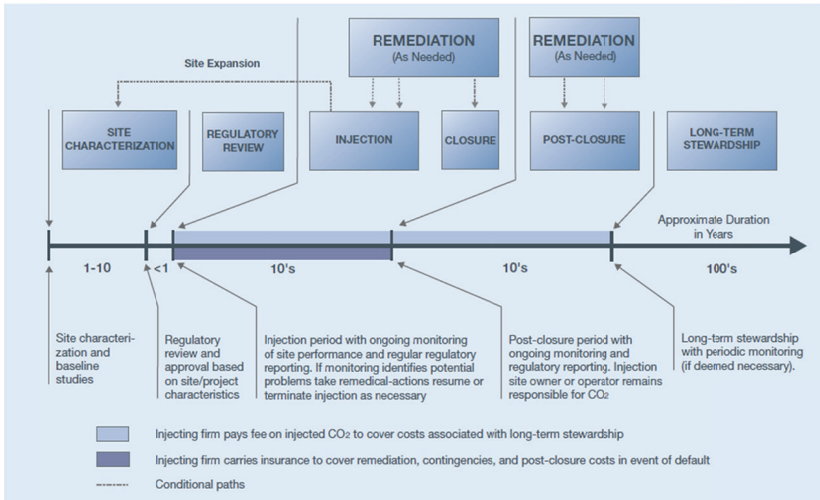 REMEDIATION
(As Needed)
REMEDIATION
(As Needed)
Site Expansion
SITE
CHARACTERIZATION
REGULATORY
REVIEW
INJECTION
CLOSURE
POST-CLOSURE
LONG-TERM
STEWARDSHIP
Approximate Duration
in Years
1-10
<1
10's
10's
100's
Site characteri-
zation and
baseline
studies
Regulatory
review and
approval based
on site/project
characteristics
Injection period with ongoing monitoring
of site performance and regular regulatory
reporting. If monitoring identifies potential
problems take remedical-actions resume or
terminate injection as necessary
Post-closure period with
ongoing monitoring and
regulatory reporting. Injection
site owner or operator remains
responsible for CO2
Long-term stewardship
with periodic monitoring
(if deemed necessary).
Injecting firm pays fee on injected CO2 to cover costs associated with long-term stewardship
Injecting firm carries insurance to cover remediation, contingencies, and post-closure costs in event of default
Conditional paths